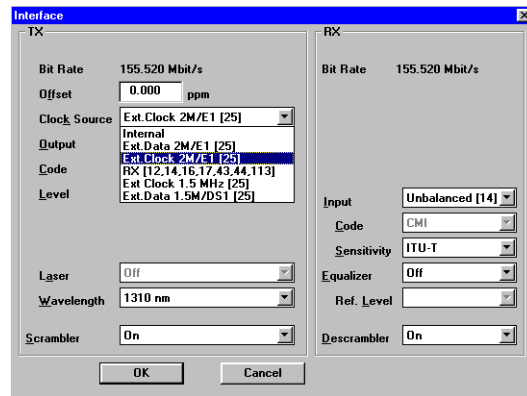 Interface
TX
Bit Rate 155.520 Mbit/s
Offset 0.000 ppm
Clock Source Ext.Clock 2M/E1 [25]
Internal
Ext.Data 2M/E1 [25]
Ext.Clock 2M/E1 [25]
RX [12,14,16,17,43,44,113]
Ext Clock 1.5 MHz [25]
Ext.Data 1.5M/DS1 [25]
Output
Code
Level
Laser Off
Wavelength 1310 nm
Scrambler On
RX
Bit Rate 155.520 Mbit/s
Input Unbalanced [14]
Code CMI
Sensitivity ITU-T
Equalizer Off
Ref. Level
Descrambler On
OK Cancel